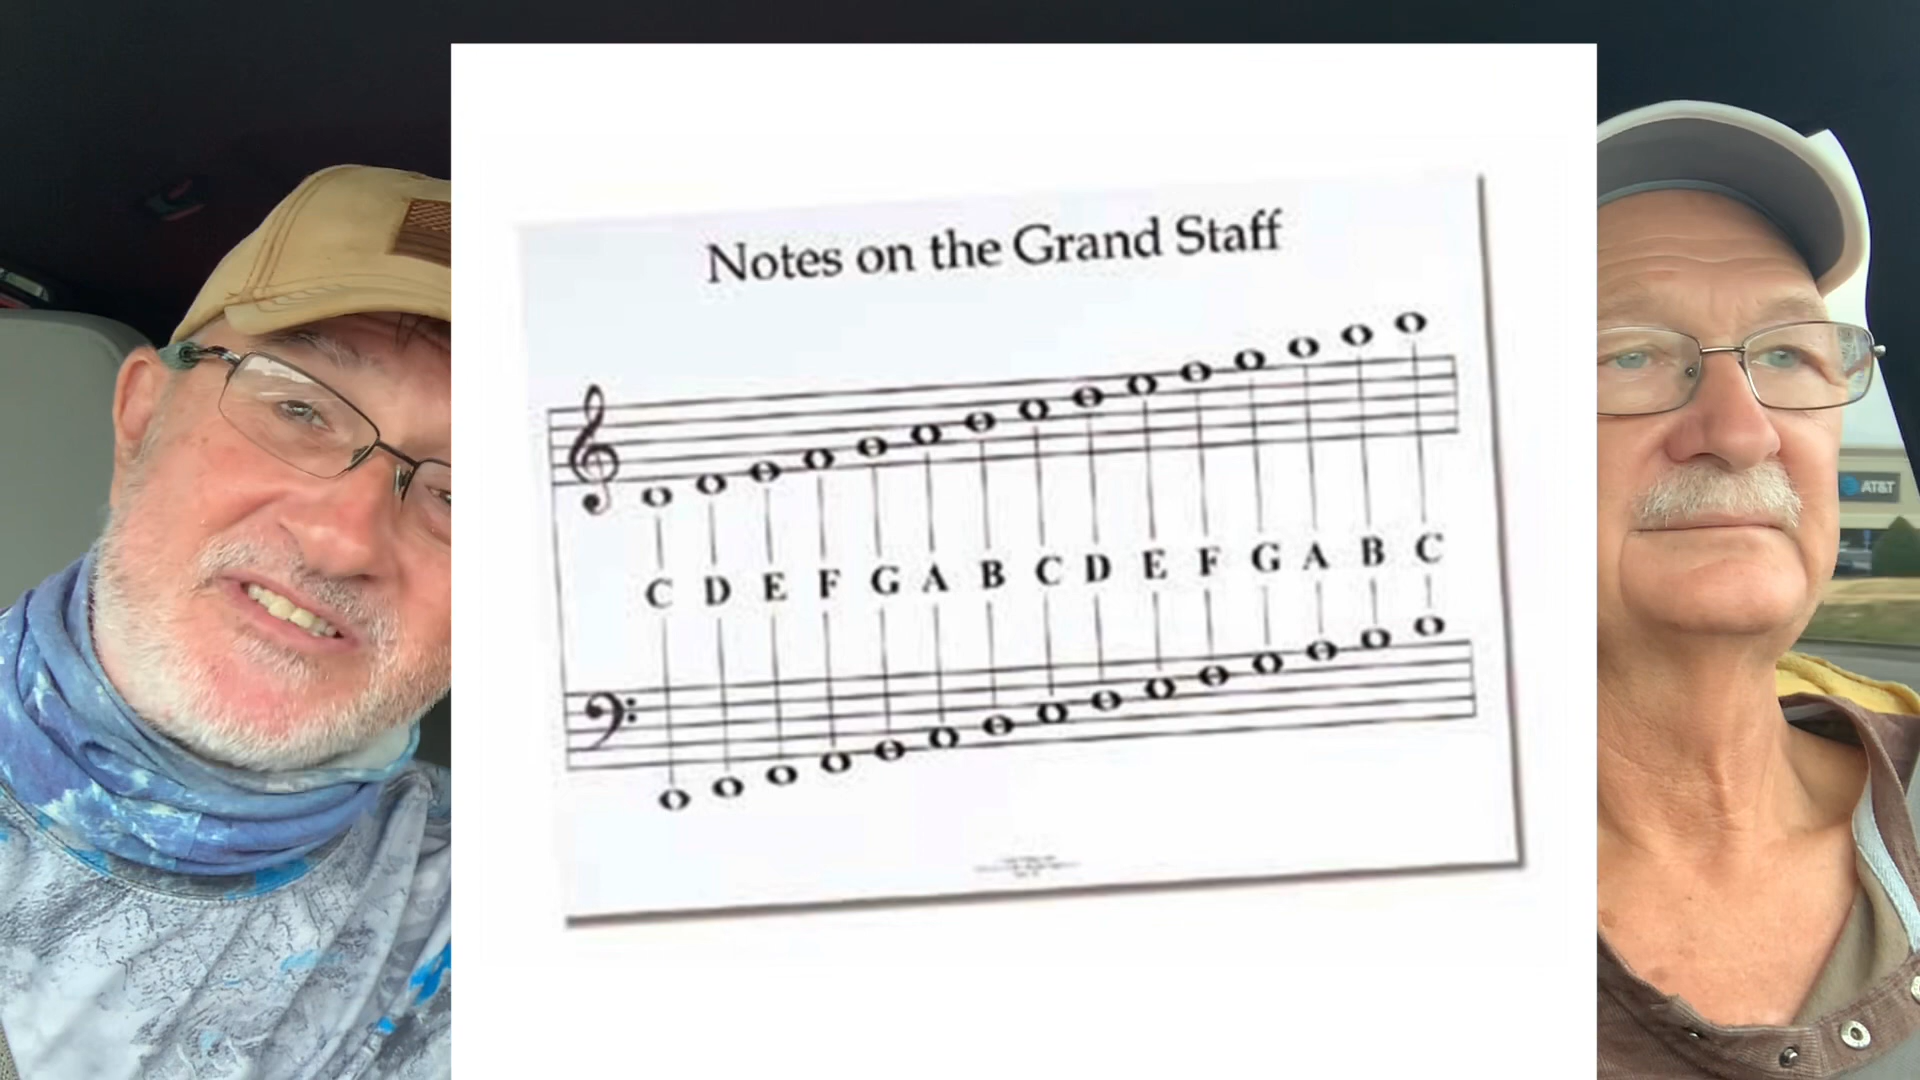 Notes on the Grand Staff
C D E F G A B C D E F G A B C
AT&T